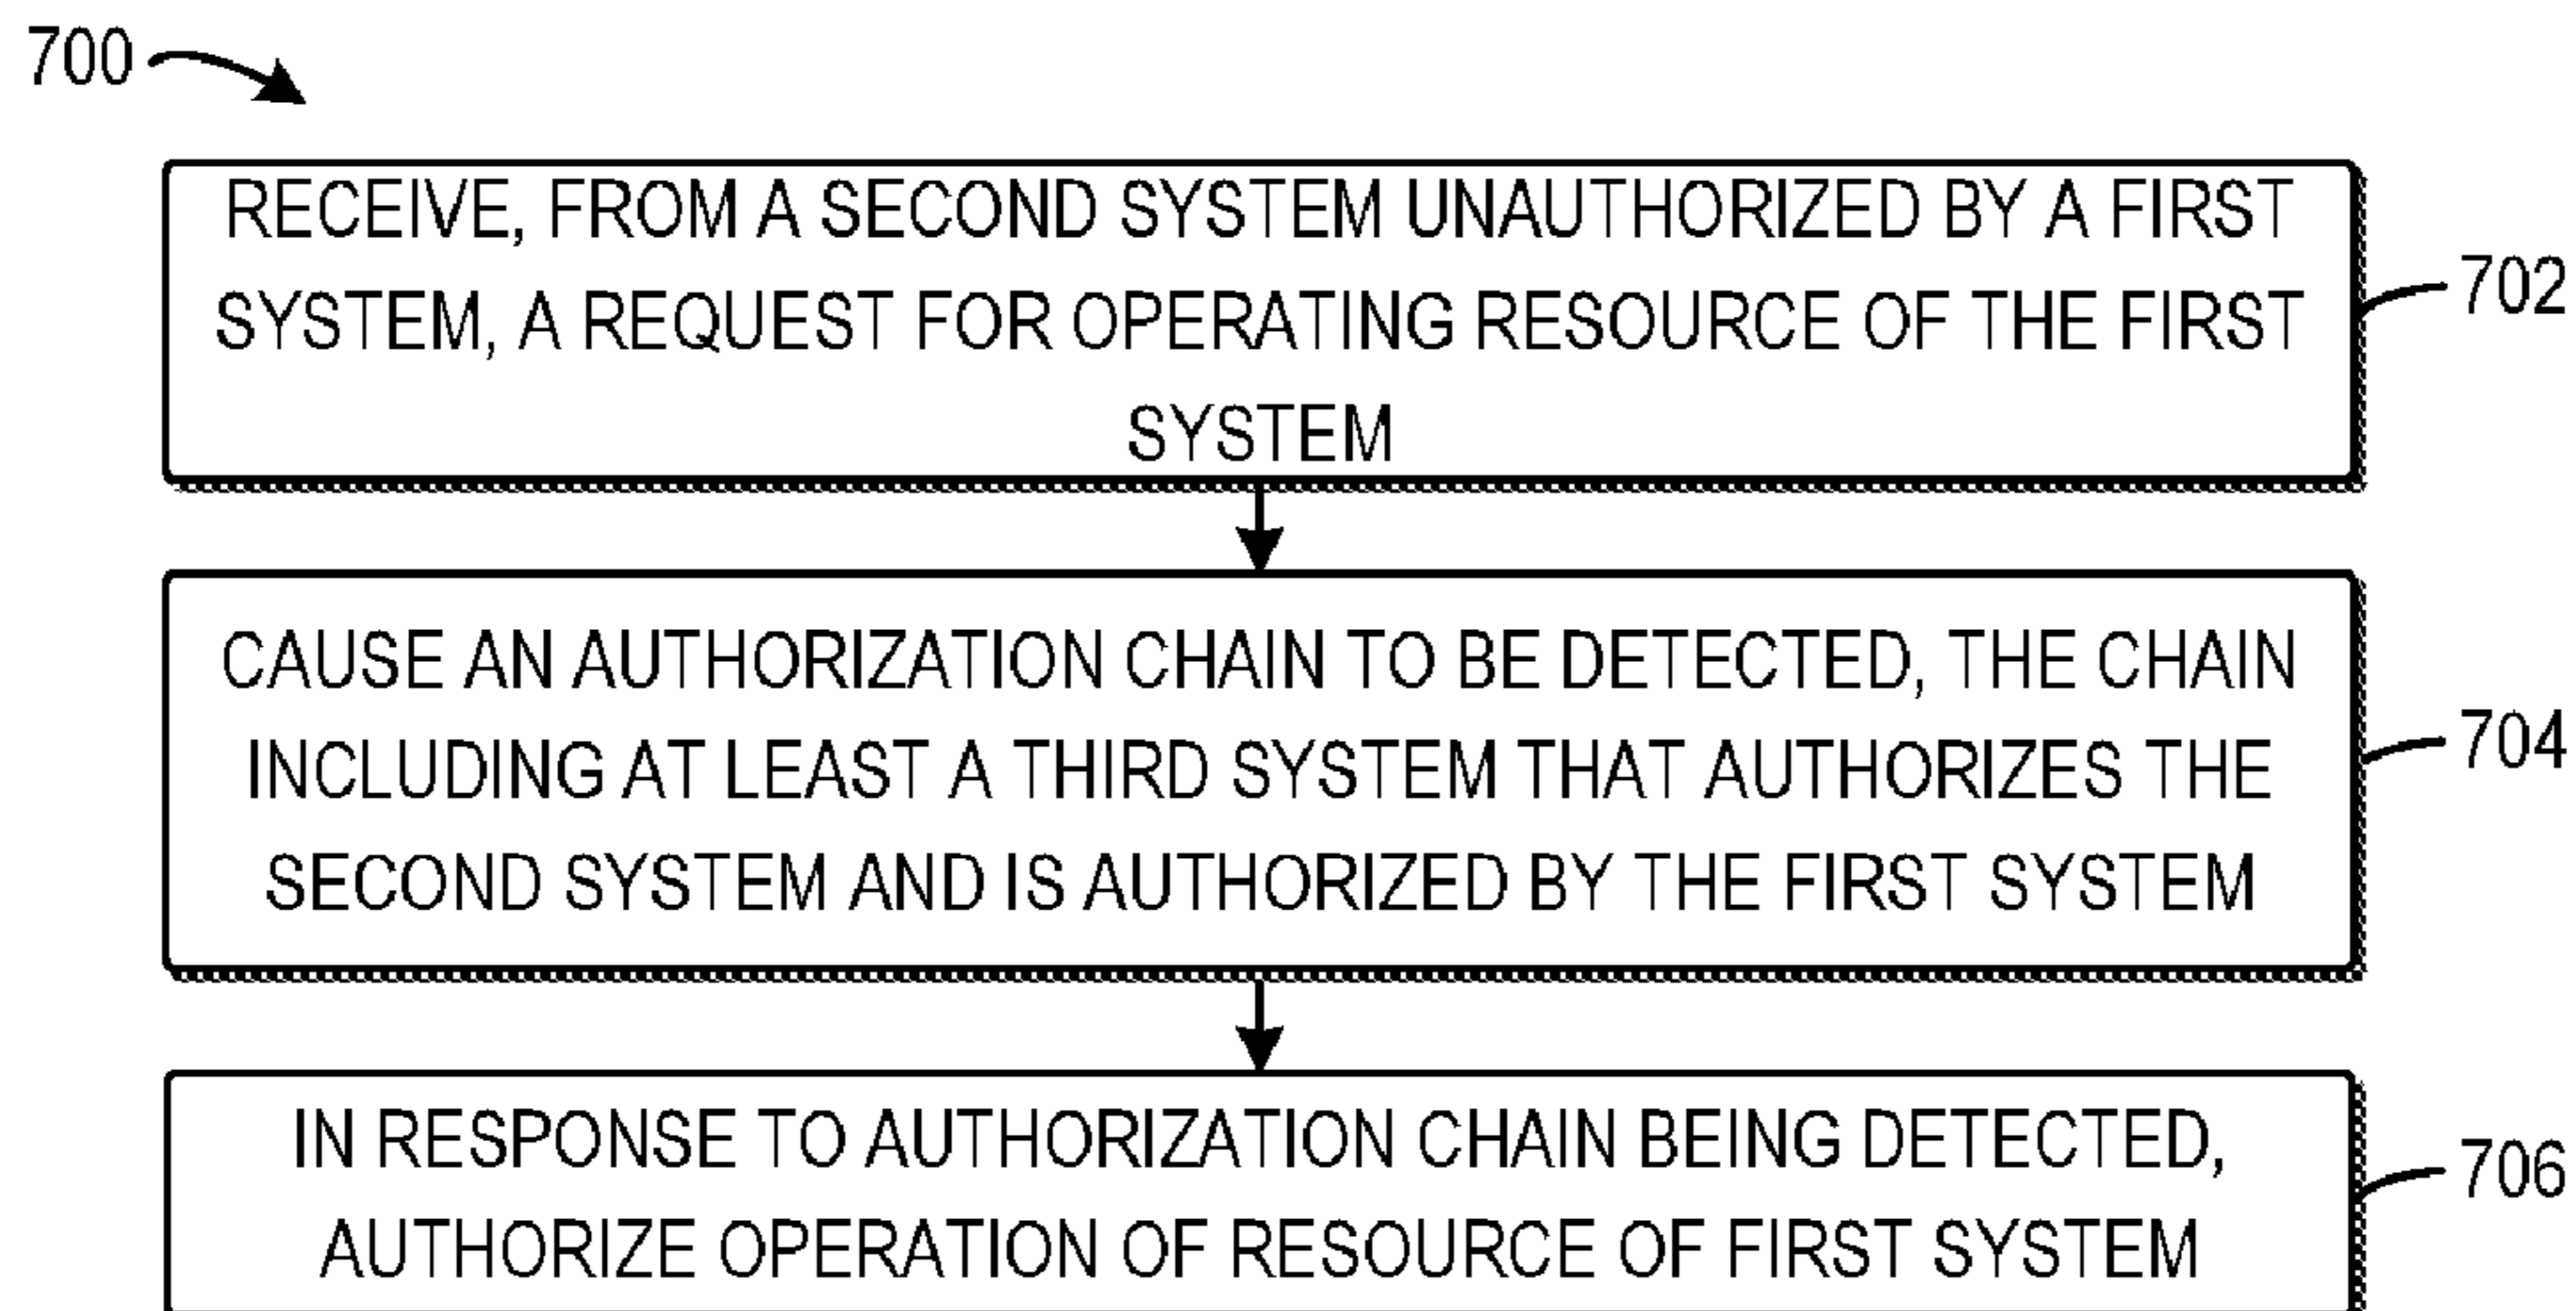 700
RECEIVE, FROM A SECOND SYSTEM UNAUTHORIZED BY A FIRST
SYSTEM, A REQUEST FOR OPERATING RESOURCE OF THE FIRST
SYSTEM
702
CAUSE AN AUTHORIZATION CHAIN TO BE DETECTED, THE CHAIN
INCLUDING AT LEAST A THIRD SYSTEM THAT AUTHORIZES THE
SECOND SYSTEM AND IS AUTHORIZED BY THE FIRST SYSTEM
704
IN RESPONSE TO AUTHORIZATION CHAIN BEING DETECTED,
AUTHORIZE OPERATION OF RESOURCE OF FIRST SYSTEM
706